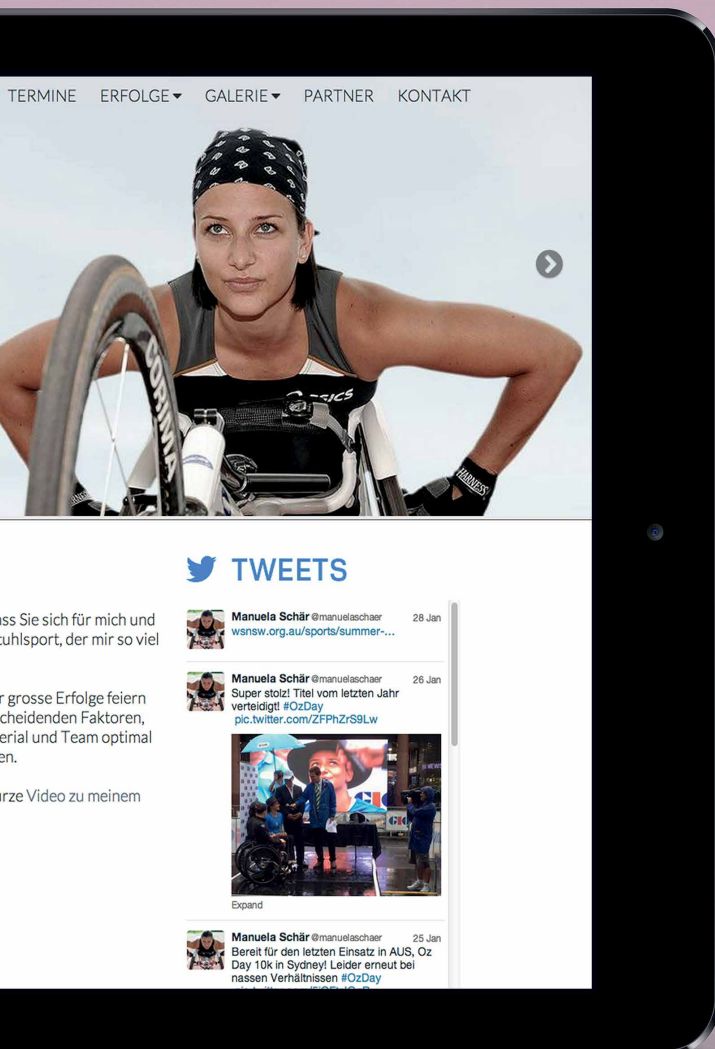 TERMINE ERFOLGE GALERIE PARTNER KONTAKT
CORIMA
ASICS
HARNESS
TWEETS
ss Sie sich für mich und
tuhlsport, der mir so viel
r grosse Erfolge feiern
cheidenden Faktoren,
erial und Team optimal
en.
urze Video zu meinem
Manuela Schär @manuelaschaer 28 Jan
wsnsw.org.au/sports/summer-...
Manuela Schär @manuelaschaer 26 Jan
Super stolz! Titel vom letzten Jahr
verteidigt! #OzDay
pic.twitter.com/ZFPhZrS9Lw
GIO
Expand
Manuela Schär @manuelaschaer 25 Jan
Bereit für den letzten Einsatz in AUS, Oz
Day 10k in Sydney! Leider erneut bei
nassen Verhältnissen #OzDay